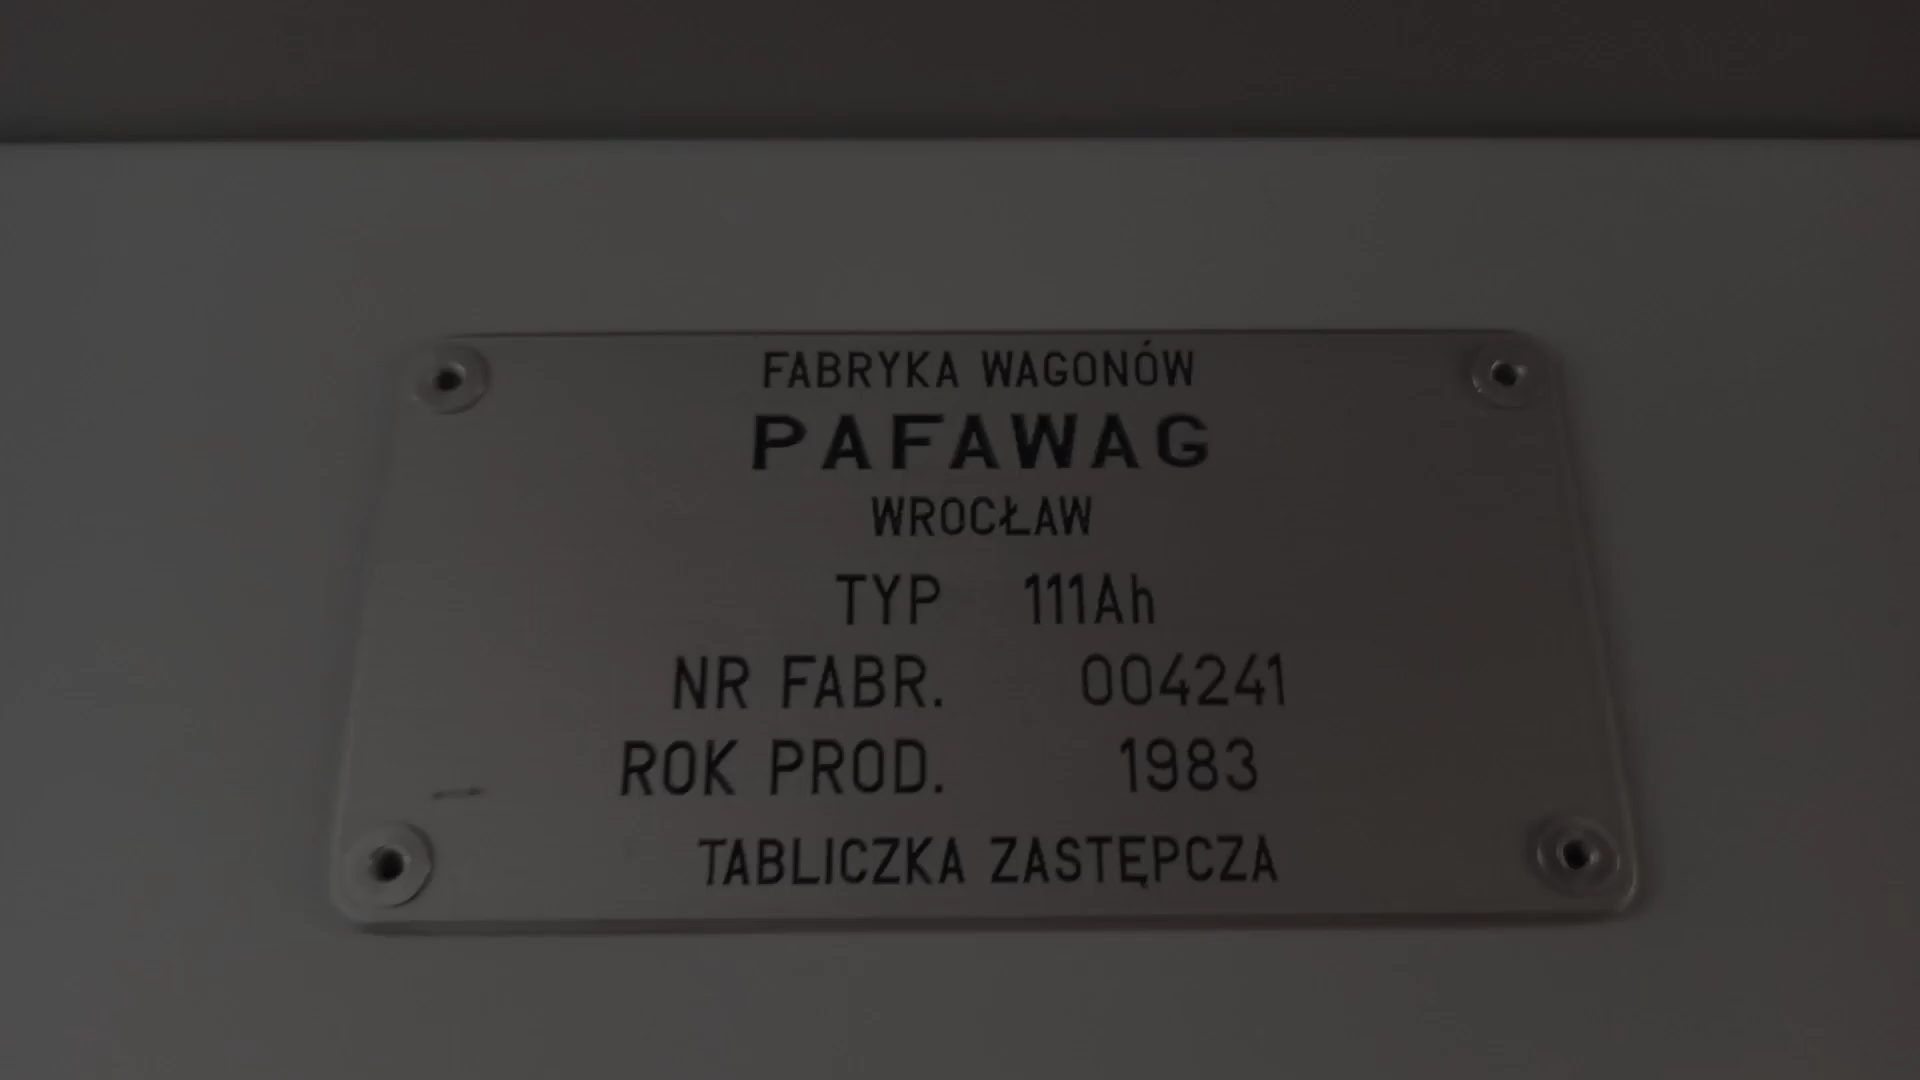 FABRYKA WAGONÓW
PAFAWAG
WROCŁAW
TYP 111Ah
NR FABR. 004241
ROK PROD. 1983
TABLICZKA ZASTĘPCZA